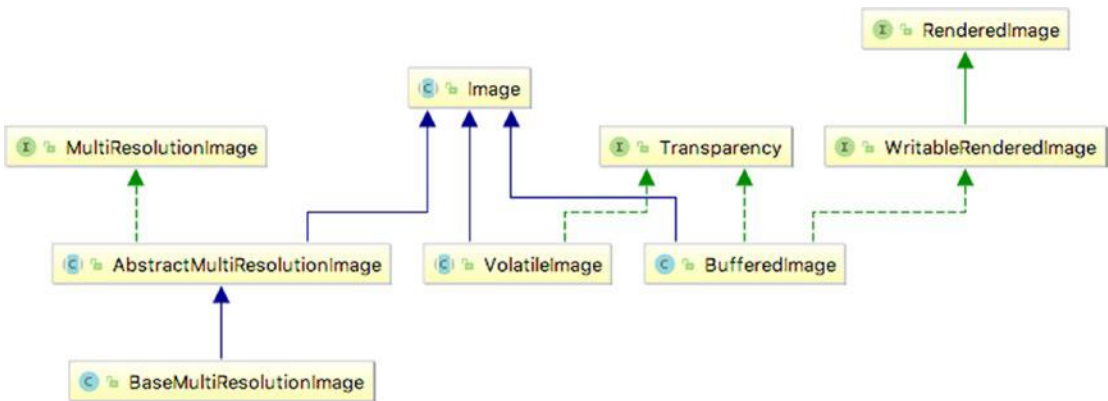 I RenderedImage
C Image
I MultiResolutionImage
I Transparency
I WritableRenderedImage
C AbstractMultiResolutionImage
C VolatileImage
C BufferedImage
C BaseMultiResolutionImage